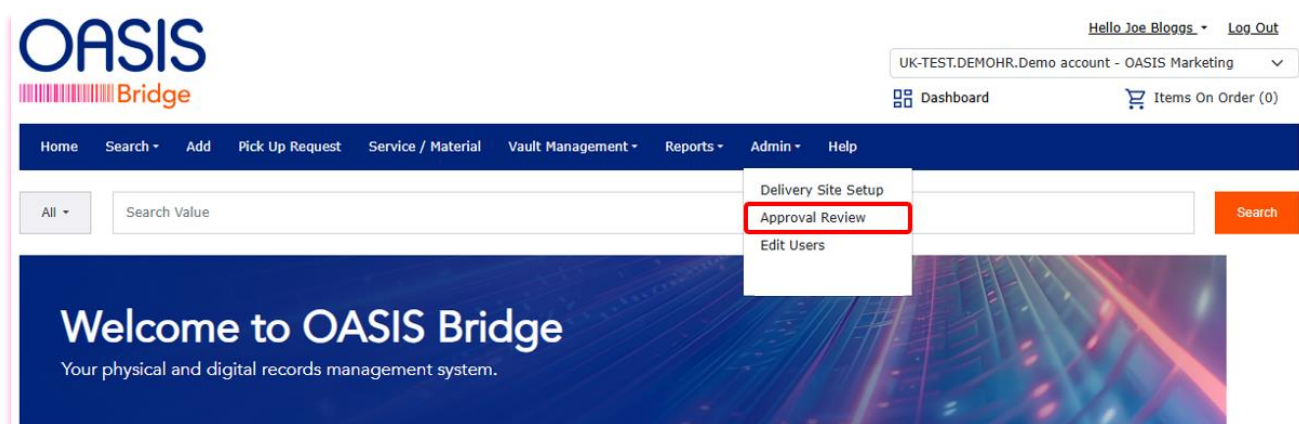 OASIS
Bridge
Hello Joe Bloggs Log Out
UK-TEST.DEMOHR.Demo account - OASIS Marketing
Dashboard Items On Order (0)
Home Search Add Pick Up Request Service / Material Vault Management Reports Admin Help
Delivery Site Setup
Approval Review
Edit Users
All Search Value Search
Welcome to OASIS Bridge
Your physical and digital records management system.